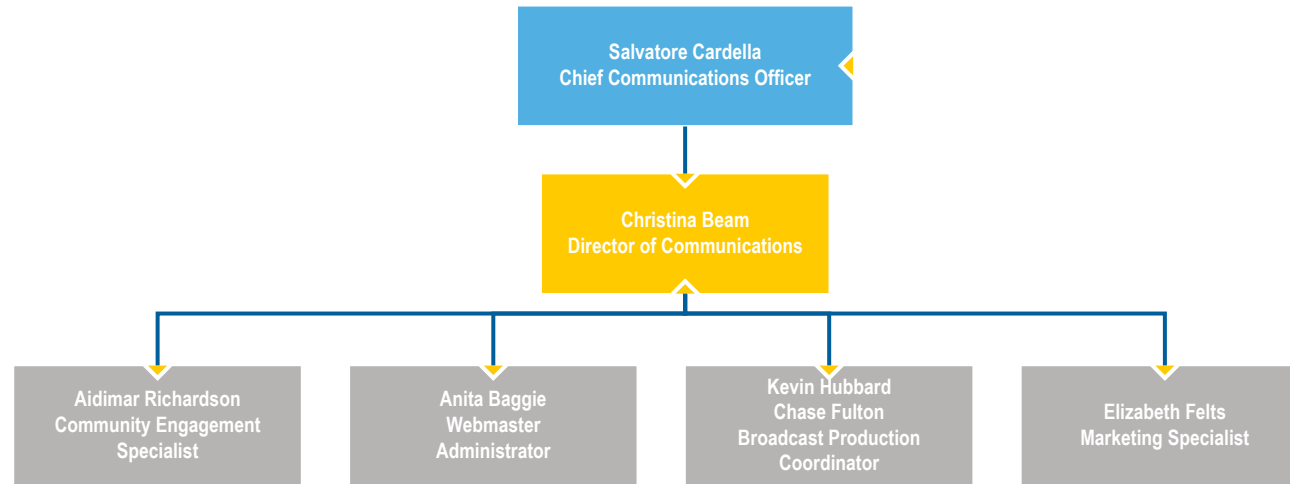 Salvatore Cardella
Chief Communications Officer
Christina Beam
Director of Communications
Aidimar Richardson
Community Engagement
Specialist
Anita Baggie
Webmaster
Administrator
Kevin Hubbard
Chase Fulton
Broadcast Production
Coordinator
Elizabeth Felts
Marketing Specialist